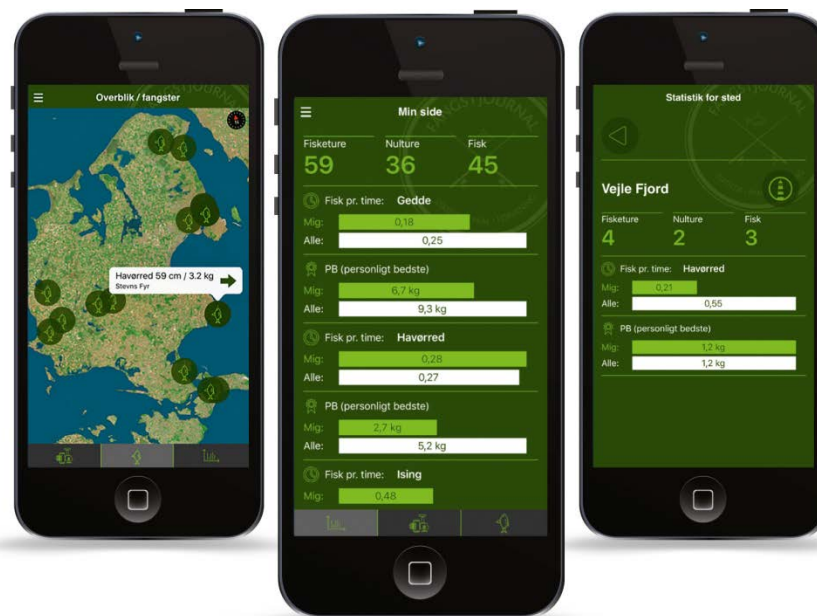 Overblik / fangster
Havørred 59 cm / 3.2 kg
Stevns Fyr
FANGSTJOURNAL
Min side
Fisketure
Nulture
Fisk
59
36
45
Fisk pr. time: Gedde
Mig: 0,18
Alle: 0,25
PB (personligt bedste)
Mig: 6,7 kg
Alle: 9,3 kg
Fisk pr. time: Havørred
Mig: 0,28
Alle: 0,27
PB (personligt bedste)
Mig: 2,7 kg
Alle: 5,2 kg
Fisk pr. time: Ising
Mig: 0,48
Statistik for sted
FANGSTJOURNAL
Vejle Fjord
Fisketure
Nulture
Fisk
4
2
3
Fisk pr. time: Havørred
Mig: 0,21
Alle: 0,55
PB (personligt bedste)
Mig: 1,2 kg
Alle: 1,2 kg